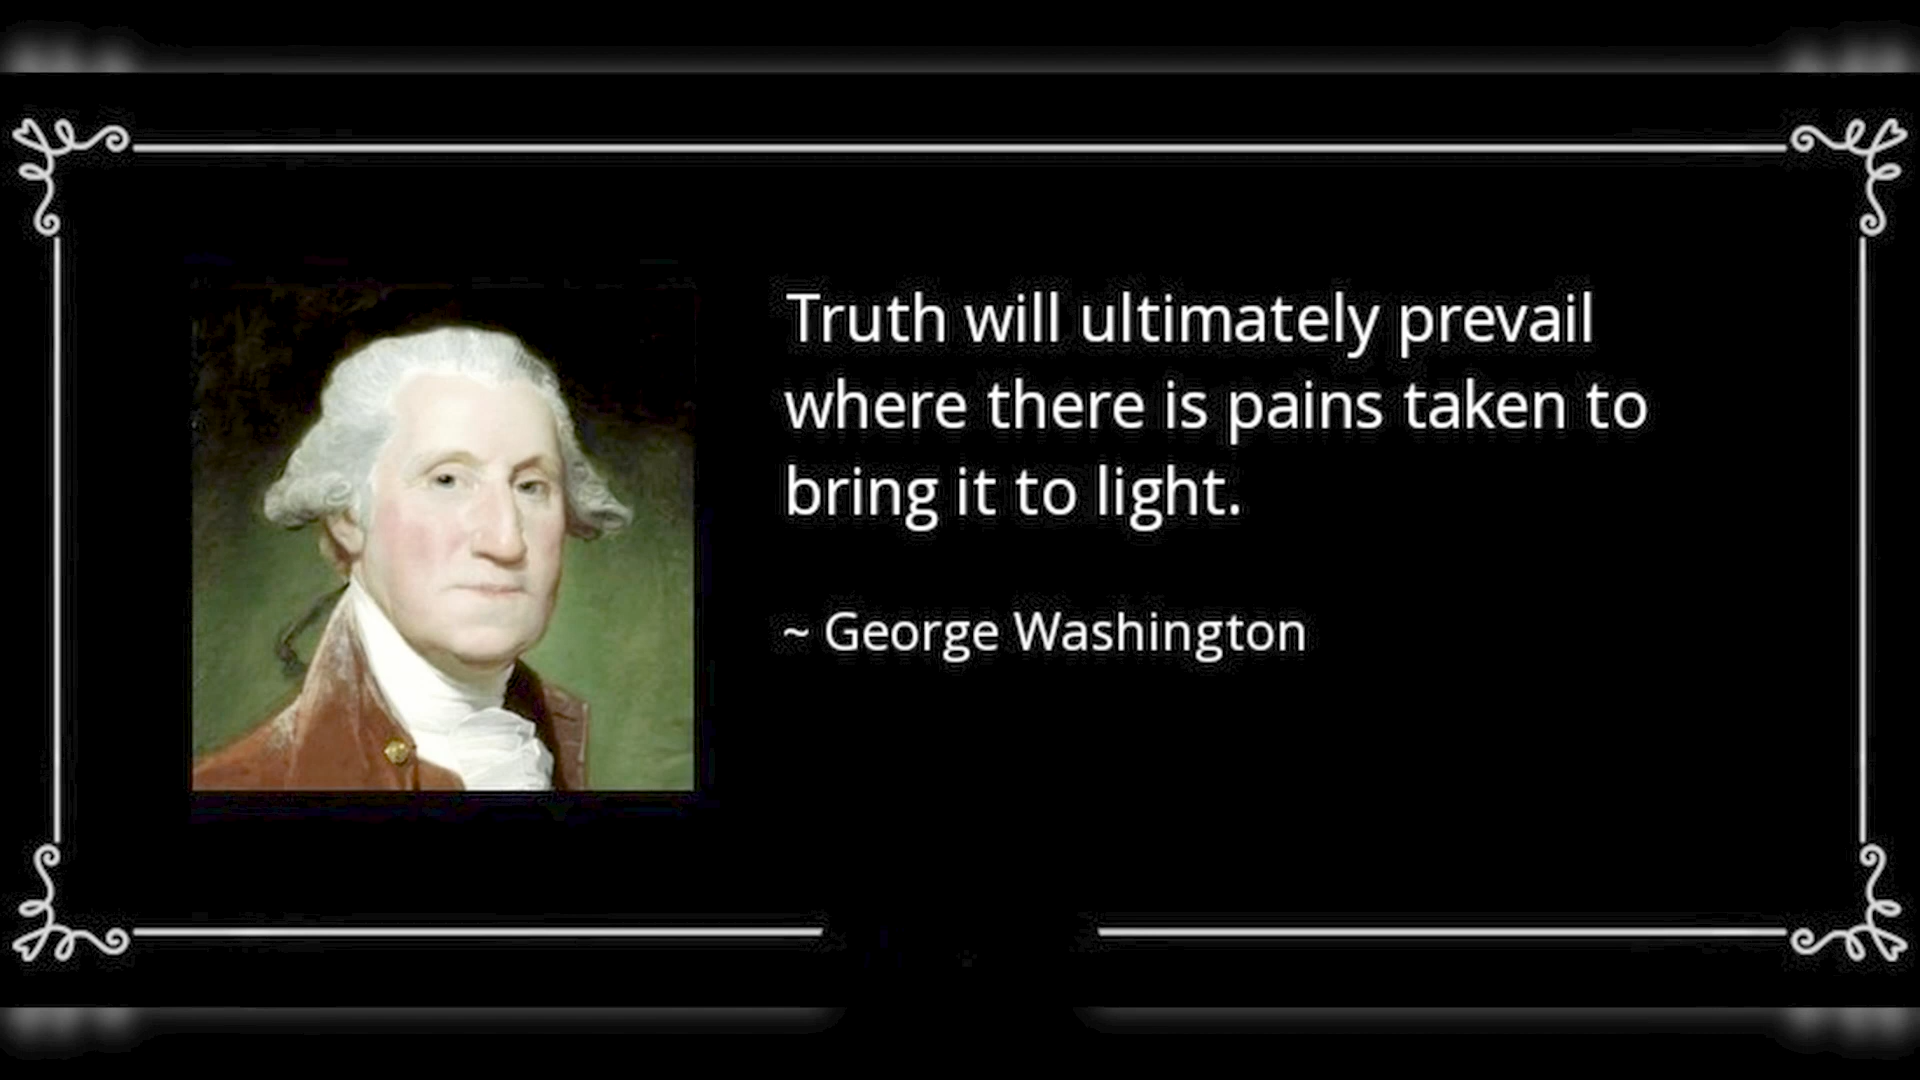 Truth will ultimately prevail
where there is pains taken to
bring it to light.
~ George Washington